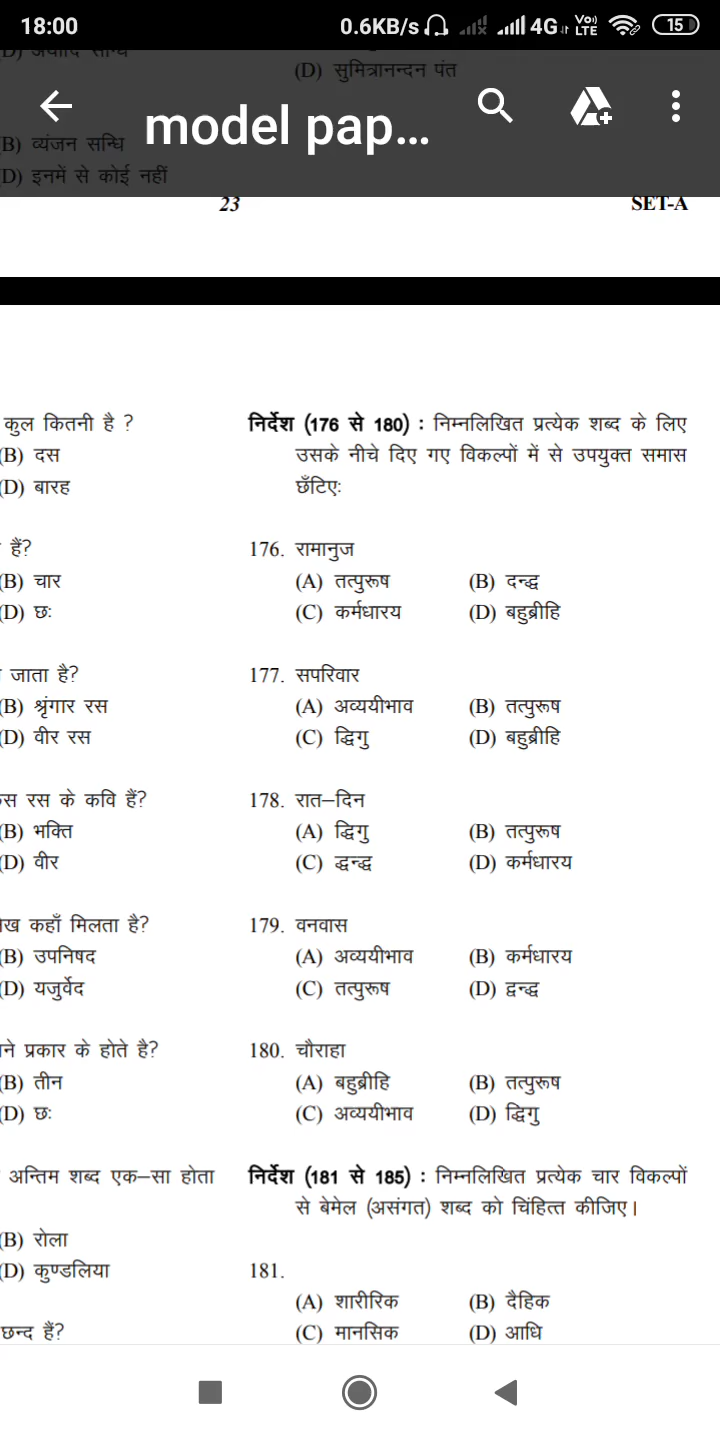 18:00 0.6KB/s 4G VoLTE 15
(D) सुमित्रानन्दन पंत
model pap...
B) व्यंजन सन्धि
D) इनमें से कोई नहीं
23 SET-A
कुल कितनी है ?
(B) दस
(D) बारह
हैं?
(B) चार
(D) छः
जाता है?
(B) श्रृंगार रस
(D) वीर रस
स रस के कवि हैं?
(B) भक्ति
(D) वीर
ख कहाँ मिलता है?
(B) उपनिषद
(D) यजुर्वेद
ने प्रकार के होते है?
(B) तीन
(D) छः
अन्तिम शब्द एक–सा होता
(B) रोला
(D) कुण्डलिया
छन्द हैं?
निर्देश (176 से 180) : निम्नलिखित प्रत्येक शब्द के लिए
उसके नीचे दिए गए विकल्पों में से उपयुक्त समास
छँटिएः
176. रामानुज
(A) तत्पुरूष (B) दन्द्ध
(C) कर्मधारय (D) बहुब्रीहि
177. सपरिवार
(A) अव्ययीभाव (B) तत्पुरूष
(C) द्धिगु (D) बहुब्रीहि
178. रात–दिन
(A) द्धिगु (B) तत्पुरूष
(C) द्धन्द्ध (D) कर्मधारय
179. वनवास
(A) अव्ययीभाव (B) कर्मधारय
(C) तत्पुरूष (D) द्वन्द्ध
180. चौराहा
(A) बहुब्रीहि (B) तत्पुरूष
(C) अव्ययीभाव (D) द्धिगु
निर्देश (181 से 185) : निम्नलिखित प्रत्येक चार विकल्पों
से बेमेल (असंगत) शब्द को चिंहित्त कीजिए।
181.
(A) शारीरिक (B) दैहिक
(C) मानसिक (D) आधि